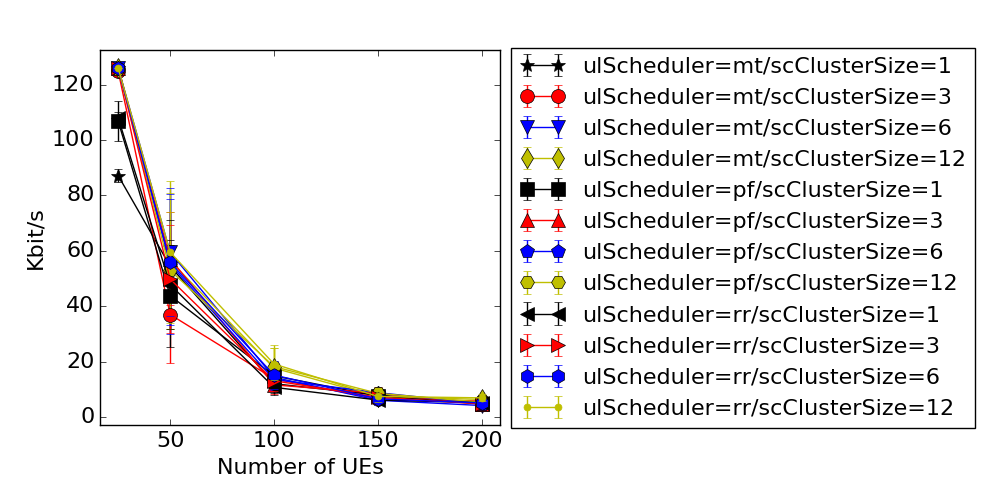 120
100
80
60
40
20
0
Kbit/s
50 100 150 200
Number of UEs
ulScheduler=mt/scClusterSize=1
ulScheduler=mt/scClusterSize=3
ulScheduler=mt/scClusterSize=6
ulScheduler=mt/scClusterSize=12
ulScheduler=pf/scClusterSize=1
ulScheduler=pf/scClusterSize=3
ulScheduler=pf/scClusterSize=6
ulScheduler=pf/scClusterSize=12
ulScheduler=rr/scClusterSize=1
ulScheduler=rr/scClusterSize=3
ulScheduler=rr/scClusterSize=6
ulScheduler=rr/scClusterSize=12